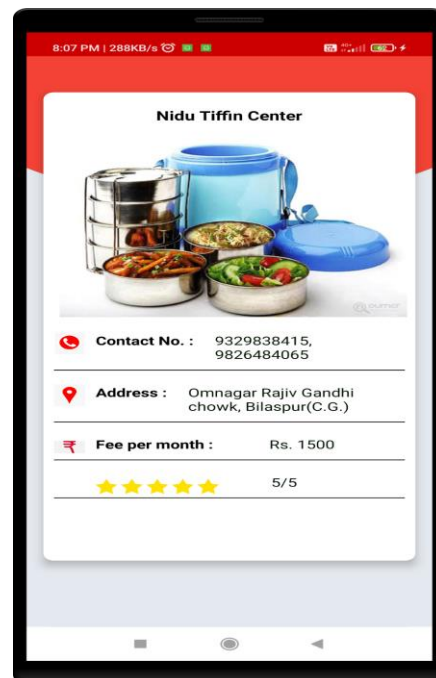 8:07 PM | 288KB/s
Nidu Tiffin Center
Contact No. : 9329838415,
9826484065
Address : Omnagar Rajiv Gandhi
chowk, Bilaspur(C.G.)
₹ Fee per month : Rs. 1500
5/5